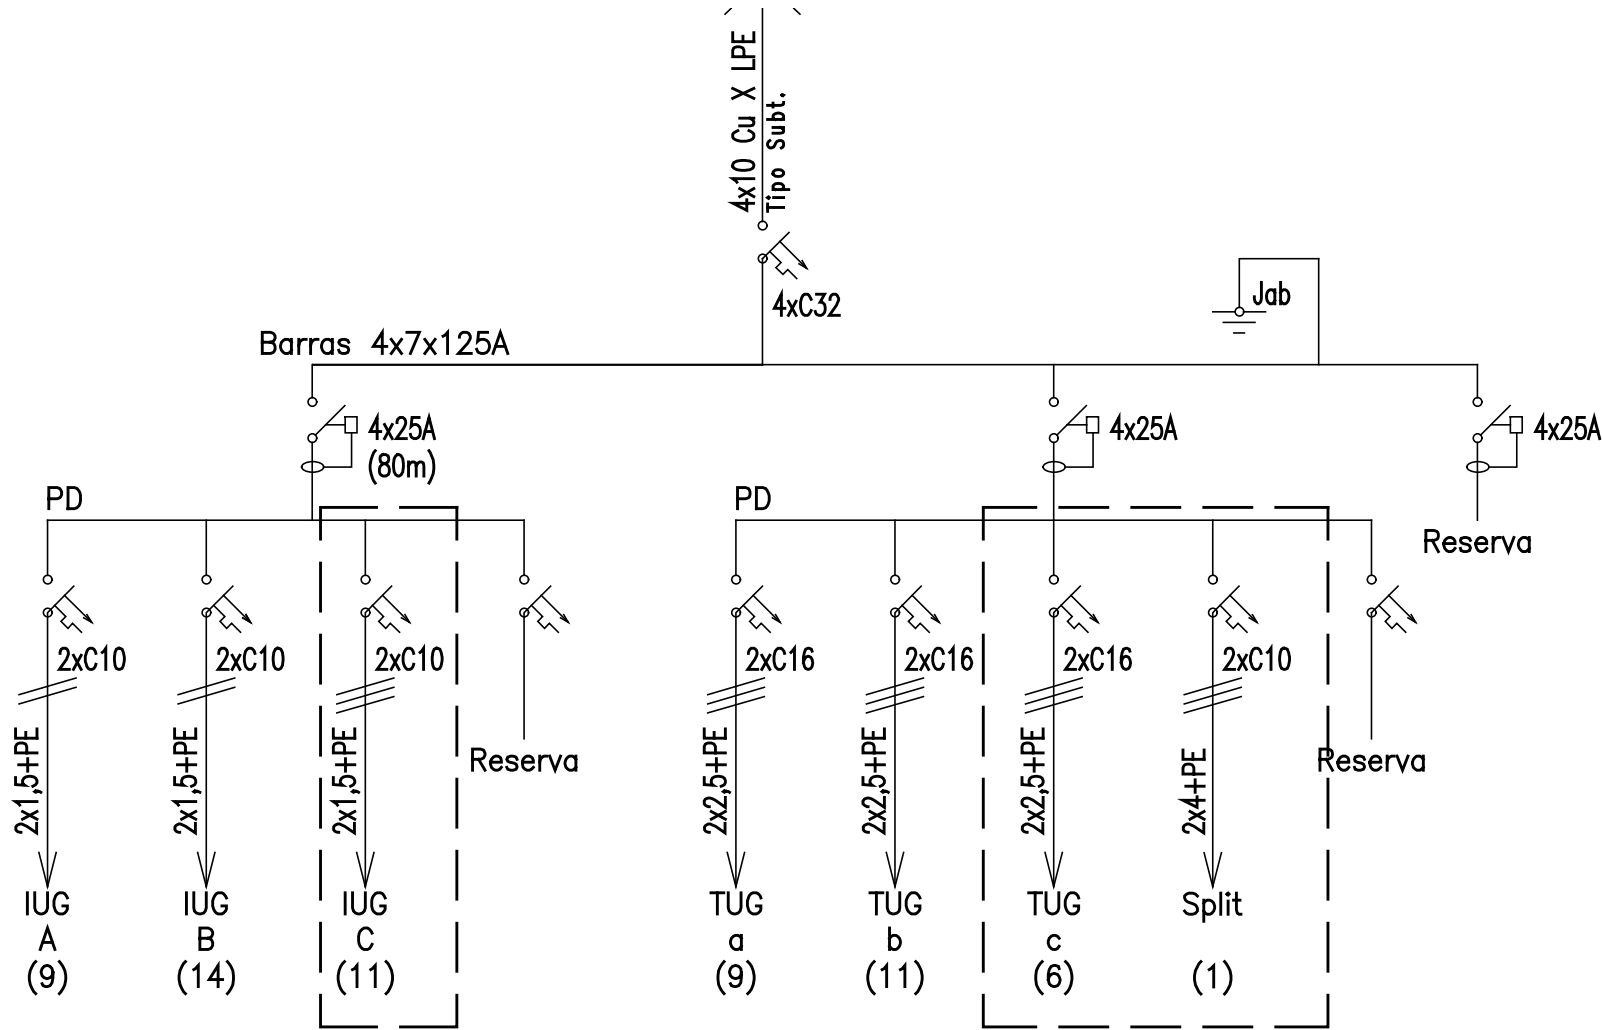 4x10 Cu X LPE
Tipo Subt.
4xC32
Jab
Barras 4x7x125A
4x25A
(80m)
4x25A
4x25A
PD
PD
Reserva
2xC10
2xC10
2xC10
2xC16
2xC16
2xC16
2xC10
2x1,5+PE
2x1,5+PE
2x1,5+PE
Reserva
2x2,5+PE
2x2,5+PE
2x2,5+PE
2x4+PE
Reserva
IUG
A
(9)
IUG
B
(14)
IUG
C
(11)
TUG
a
(9)
TUG
b
(11)
TUG
c
(6)
Split
(1)